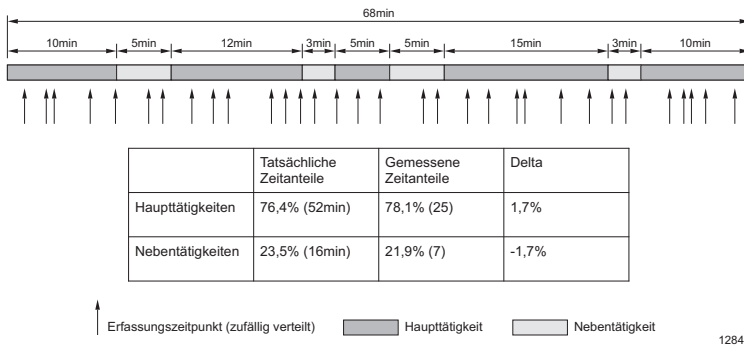 68min
10min 5min 12min 3min 5min 5min 15min 3min 10min
Tatsächliche Zeitanteile
Gemessene Zeitanteile
Delta
Haupttätigkeiten 76,4% (52min) 78,1% (25) 1,7%
Nebentätigkeiten 23,5% (16min) 21,9% (7) -1,7%
Erfassungszeitpunkt (zufällig verteilt) Haupttätigkeit Nebentätigkeit
1284